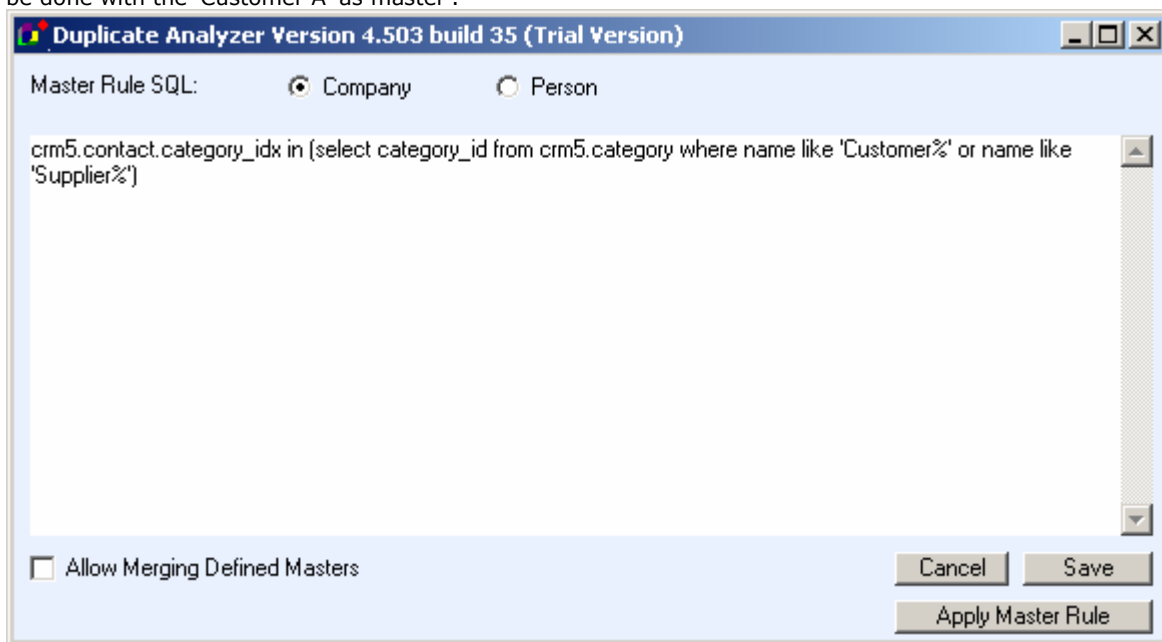 be done with the 'Customer A' as master'.
Duplicate Analyzer Version 4.503 build 35 (Trial Version)
Master Rule SQL: Company Person
crm5.contact.category_idx in (select category_id from crm5.category where name like 'Customer%' or name like
'Supplier%')
Allow Merging Defined Masters Cancel Save
Apply Master Rule